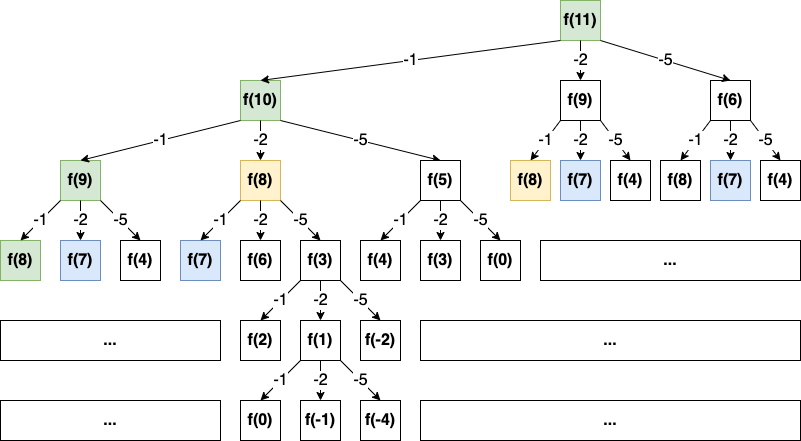 f(11)
-1 -2 -5
f(10) f(9) f(6)
-1 -2 -5 -1 -2 -5 -1 -2 -5
f(9) f(8) f(5) f(8) f(7) f(4) f(8) f(7) f(4)
-1 -2 -5 -1 -2 -5 -1 -2 -5
f(8) f(7) f(4) f(7) f(6) f(3) f(4) f(3) f(0) ...
-1 -2 -5
... f(2) f(1) f(-2) ...
-1 -2 -5
... f(0) f(-1) f(-4) ...